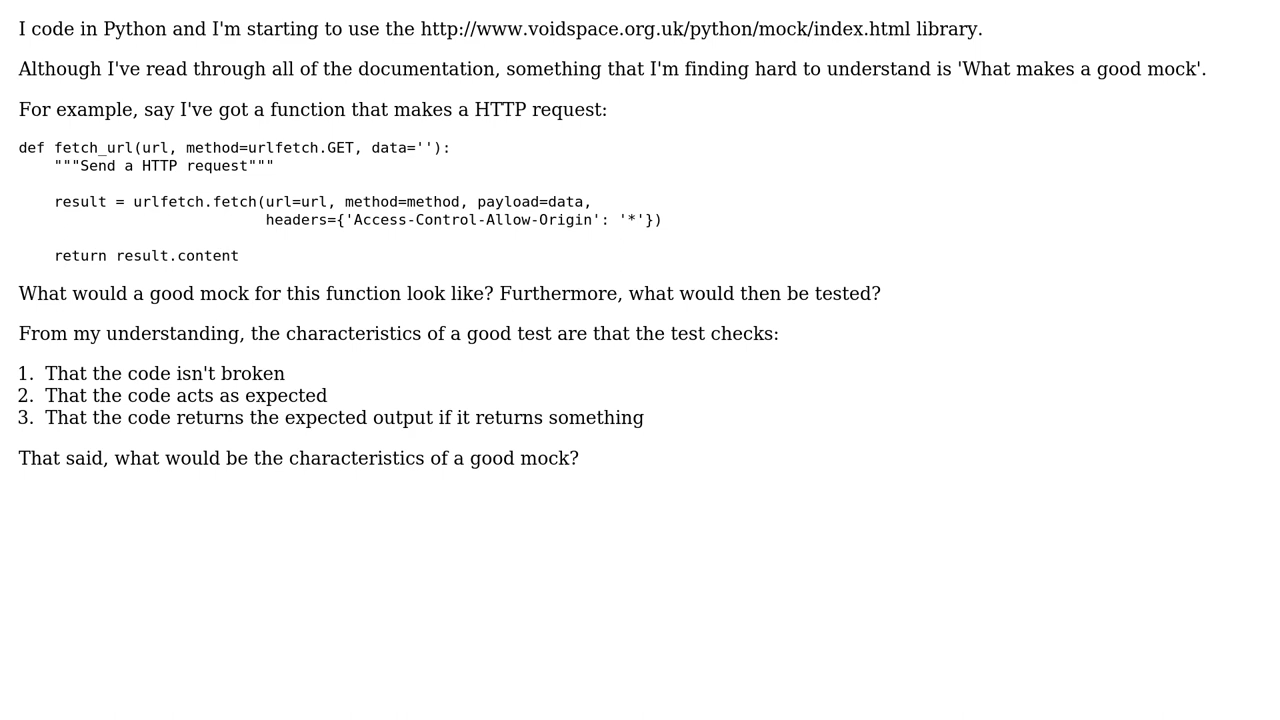 I code in Python and I'm starting to use the http://www.voidspace.org.uk/python/mock/index.html library.
Although I've read through all of the documentation, something that I'm finding hard to understand is 'What makes a good mock'.
For example, say I've got a function that makes a HTTP request:
def fetch_url(url, method=urlfetch.GET, data=''):
    """Send a HTTP request"""
    result = urlfetch.fetch(url=url, method=method, payload=data,
                            headers={'Access-Control-Allow-Origin': '*'})
    return result.content
What would a good mock for this function look like? Furthermore, what would then be tested?
From my understanding, the characteristics of a good test are that the test checks:
1. That the code isn't broken
2. That the code acts as expected
3. That the code returns the expected output if it returns something
That said, what would be the characteristics of a good mock?